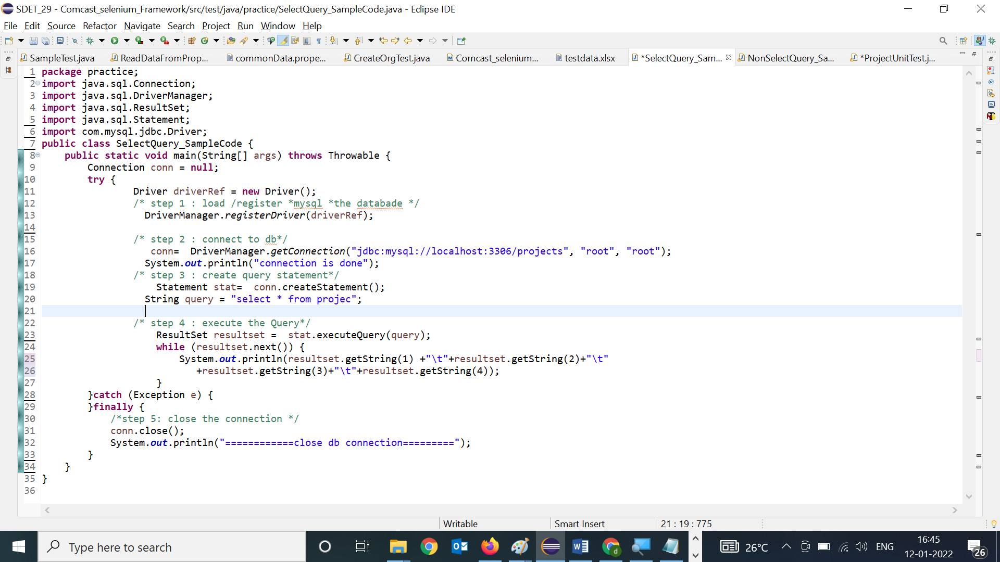 SDET_29 - Comcast_selenium_Framework/src/test/java/practice/SelectQuery_SampleCode.java - Eclipse IDE
File Edit Source Refactor Navigate Search Project Run Window Help
SampleTest.java ReadDataFromProp... commonData.prope... CreateOrgTest.java Comcast_selenium... testdata.xlsx *SelectQuery_Sam... NonSelectQuery_Sa... *ProjectUnitTest.j...
1 package practice;
2 import java.sql.Connection;
3 import java.sql.DriverManager;
4 import java.sql.ResultSet;
5 import java.sql.Statement;
6 import com.mysql.jdbc.Driver;
7 public class SelectQuery_SampleCode {
8 public static void main(String[] args) throws Throwable {
9 Connection conn = null;
10 try {
11 Driver driverRef = new Driver();
12 /* step 1 : load /register *mysql *the databade */
13 DriverManager.registerDriver(driverRef);
14
15 /* step 2 : connect to db*/
16 conn= DriverManager.getConnection("jdbc:mysql://localhost:3306/projects", "root", "root");
17 System.out.println("connection is done");
18 /* step 3 : create query statement*/
19 Statement stat= conn.createStatement();
20 String query = "select * from projec";
21
22 /* step 4 : execute the Query*/
23 ResultSet resultset = stat.executeQuery(query);
24 while (resultset.next()) {
25 System.out.println(resultset.getString(1) +"\t"+resultset.getString(2)+"\t"
26 +resultset.getString(3)+"\t"+resultset.getString(4));
27 }
28 }catch (Exception e) {
29 }finally {
30 /*step 5: close the connection */
31 conn.close();
32 System.out.println("============close db connection=========");
33 }
34 }
35 }
36
Writable Smart Insert 21 : 19 : 775
Type here to search 26°C ENG 16:45
12-01-2022 26